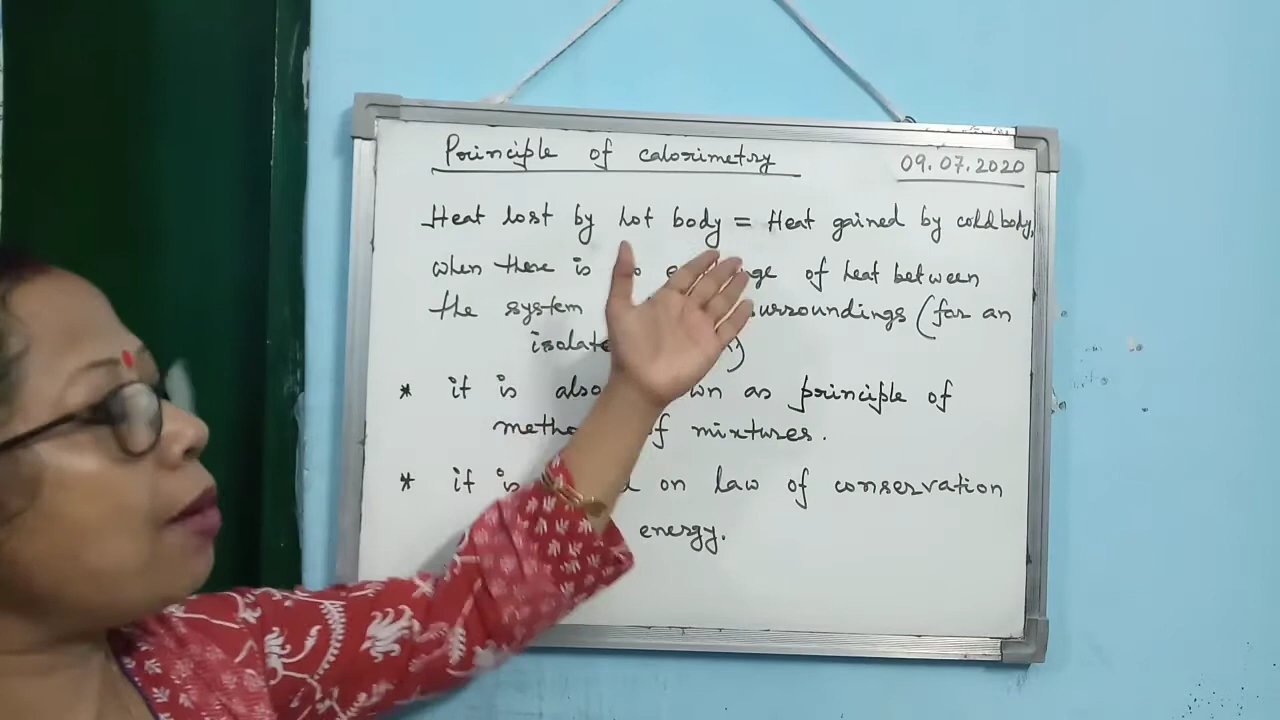 Principle of calorimetry
09.07.2020
Heat lost by hot body = Heat gained by cold body,
when there is of heat between
the system surroundings (for an
*  it is also as principle of
of mixtures.
*  it is on law of conservation
energy.